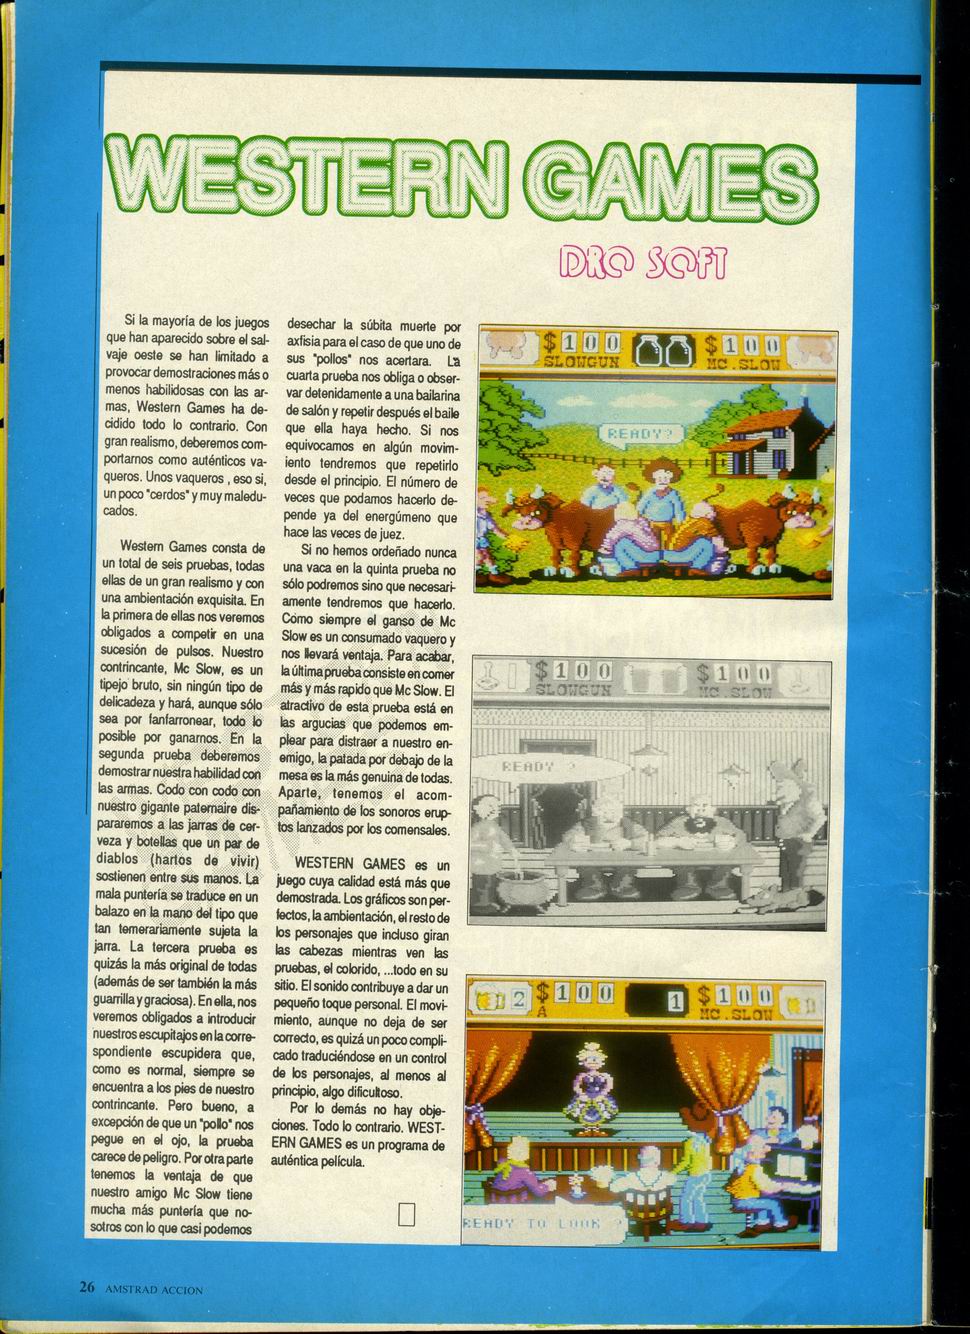 WESTERN GAMES
DRO SOFT
Si la mayoría de los juegos
que han aparecido sobre el sal-
vaje oeste se han limitado a
provocar demostraciones más o
menos habilidosas con las ar-
mas, Western Games ha de-
cidido todo lo contrario. Con
gran realismo, deberemos com-
portarnos como auténticos va-
queros. Unos vaqueros , eso si,
un poco "cerdos" y muy maledu-
cados.
Western Games consta de
un total de seis pruebas, todas
ellas de un gran realismo y con
una ambientación exquisita. En
la primera de ellas nos veremos
obligados a competir en una
sucesión de pulsos. Nuestro
contrincante, Mc Slow, es un
tipejo bruto, sin ningún tipo de
delicadeza y hará, aunque sólo
sea por fanfarronear, todo lo
posible por ganarnos. En la
segunda prueba deberemos
demostrar nuestra habilidad con
las armas. Codo con codo con
nuestro gigante paternaire dis-
pararemos a las jarras de cer-
veza y botellas que un par de
diablos (hartos de vivir)
sostienen entre sus manos. La
mala puntería se traduce en un
balazo en la mano del tipo que
tan temerariamente sujeta la
jarra. La tercera prueba es
quizás la más original de todas
(además de ser también la más
guarrilla y graciosa). En ella, nos
veremos obligados a introducir
nuestros escupitajos en la corre-
spondiente escupidera que,
como es normal, siempre se
encuentra a los pies de nuestro
contrincante. Pero bueno, a
excepción de que un "pollo" nos
pegue en el ojo, la prueba
carece de peligro. Por otra parte
tenemos la ventaja de que
nuestro amigo Mc Slow tiene
mucha más puntería que no-
sotros con lo que casi podemos
desechar la súbita muerte por
axfisia para el caso de que uno de
sus "pollos" nos acertara. La
cuarta prueba nos obliga o obser-
var detenidamente a una bailarina
de salón y repetir después el baile
que ella haya hecho. Si nos
equivocamos en algún movim-
iento tendremos que repetirlo
desde el principio. El número de
veces que podamos hacerlo de-
pende ya del energúmeno que
hace las veces de juez.
Si no hemos ordeñado nunca
una vaca en la quinta prueba no
sólo podremos sino que necesari-
amente tendremos que hacerlo.
Como siempre el ganso de Mc
Slow es un consumado vaquero y
nos llevará ventaja. Para acabar,
la última prueba consiste en comer
más y más rapido que Mc Slow. El
atractivo de esta prueba está en
las argucias que podemos em-
plear para distraer a nuestro en-
emigo, la patada por debajo de la
mesa es la más genuina de todas.
Aparte, tenemos el acom-
pañamiento de los sonoros erup-
tos lanzados por los comensales.
WESTERN GAMES es un
juego cuya calidad está más que
demostrada. Los gráficos son per-
fectos, la ambientación, el resto de
los personajes que incluso giran
las cabezas mientras ven las
pruebas, el colorido, ...todo en su
sitio. El sonido contribuye a dar un
pequeño toque personal. El movi-
miento, aunque no deja de ser
correcto, es quizá un poco compli-
cado traduciéndose en un control
de los personajes, al menos al
principio, algo dificultoso.
Por lo demás no hay obje-
ciones. Todo lo contrario. WEST-
ERN GAMES es un programa de
auténtica película.
$100 $100
SLOWGUN MC.SLOW
READY?
$100 $100
SLOWGUN MC.SLOW
READY ?
2 $100 1 $100
A MC.SLOW
READY TO LOOK ?
26 AMSTRAD ACCION